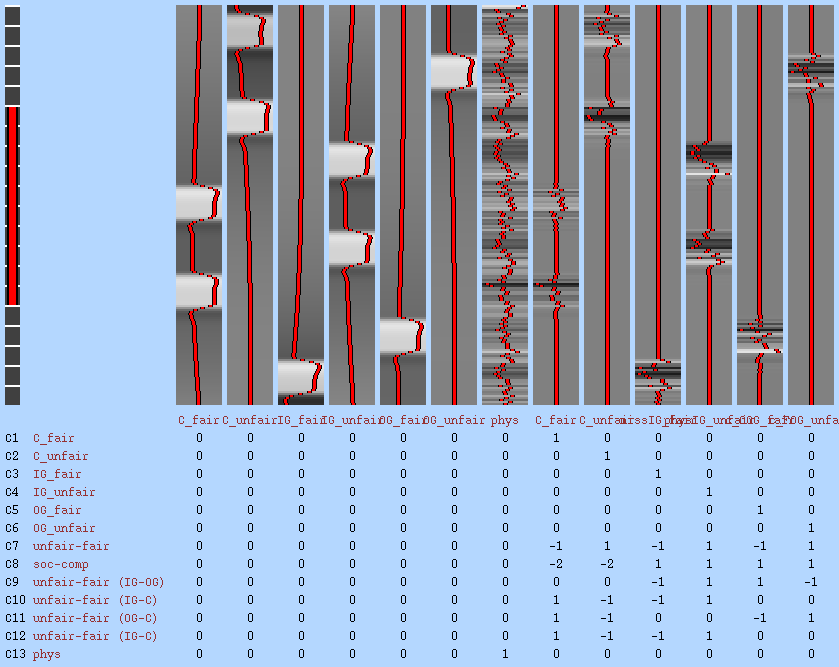 C_fair C_unfair IG_fair IG_unfair OG_fair OG_unfair phys C_fair
C1 C_fair 0 0 0 0 0 0 0 1 0 0 0 0 0
C2 C_unfair 0 0 0 0 0 0 0 0 1 0 0 0 0
C3 IG_fair 0 0 0 0 0 0 0 0 0 1 0 0 0
C4 IG_unfair 0 0 0 0 0 0 0 0 0 0 1 0 0
C5 OG_fair 0 0 0 0 0 0 0 0 0 0 0 1 0
C6 OG_unfair 0 0 0 0 0 0 0 0 0 0 0 0 1
C7 unfair-fair 0 0 0 0 0 0 0 -1 1 -1 1 -1 1
C8 soc-comp 0 0 0 0 0 0 0 -2 -2 1 1 1 1
C9 unfair-fair (IG-OG) 0 0 0 0 0 0 0 0 0 -1 1 1 -1
C10 unfair-fair (IG-C) 0 0 0 0 0 0 0 1 -1 -1 1 0 0
C11 unfair-fair (OG-C) 0 0 0 0 0 0 0 1 -1 0 0 -1 1
C12 unfair-fair (IG-C) 0 0 0 0 0 0 0 1 -1 -1 1 0 0
C13 phys 0 0 0 0 0 0 1 0 0 0 0 0 0